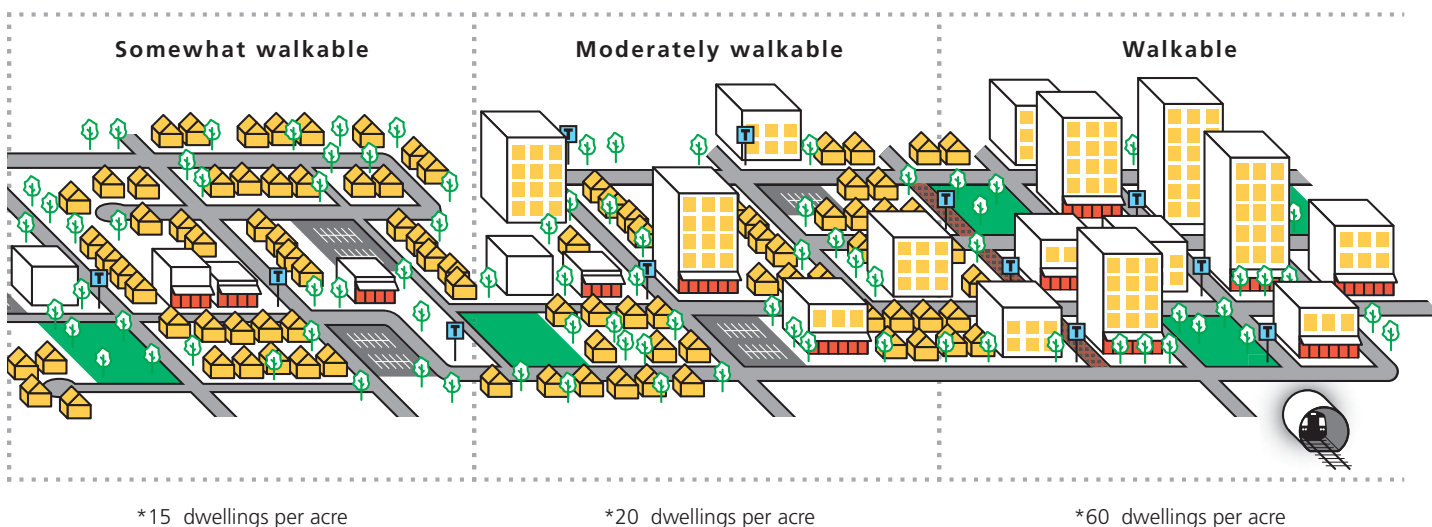 Somewhat walkable
Moderately walkable
Walkable
T
T
T
T
T
T
T
T
T
T
T
T
T
*15 dwellings per acre
*20 dwellings per acre
*60 dwellings per acre